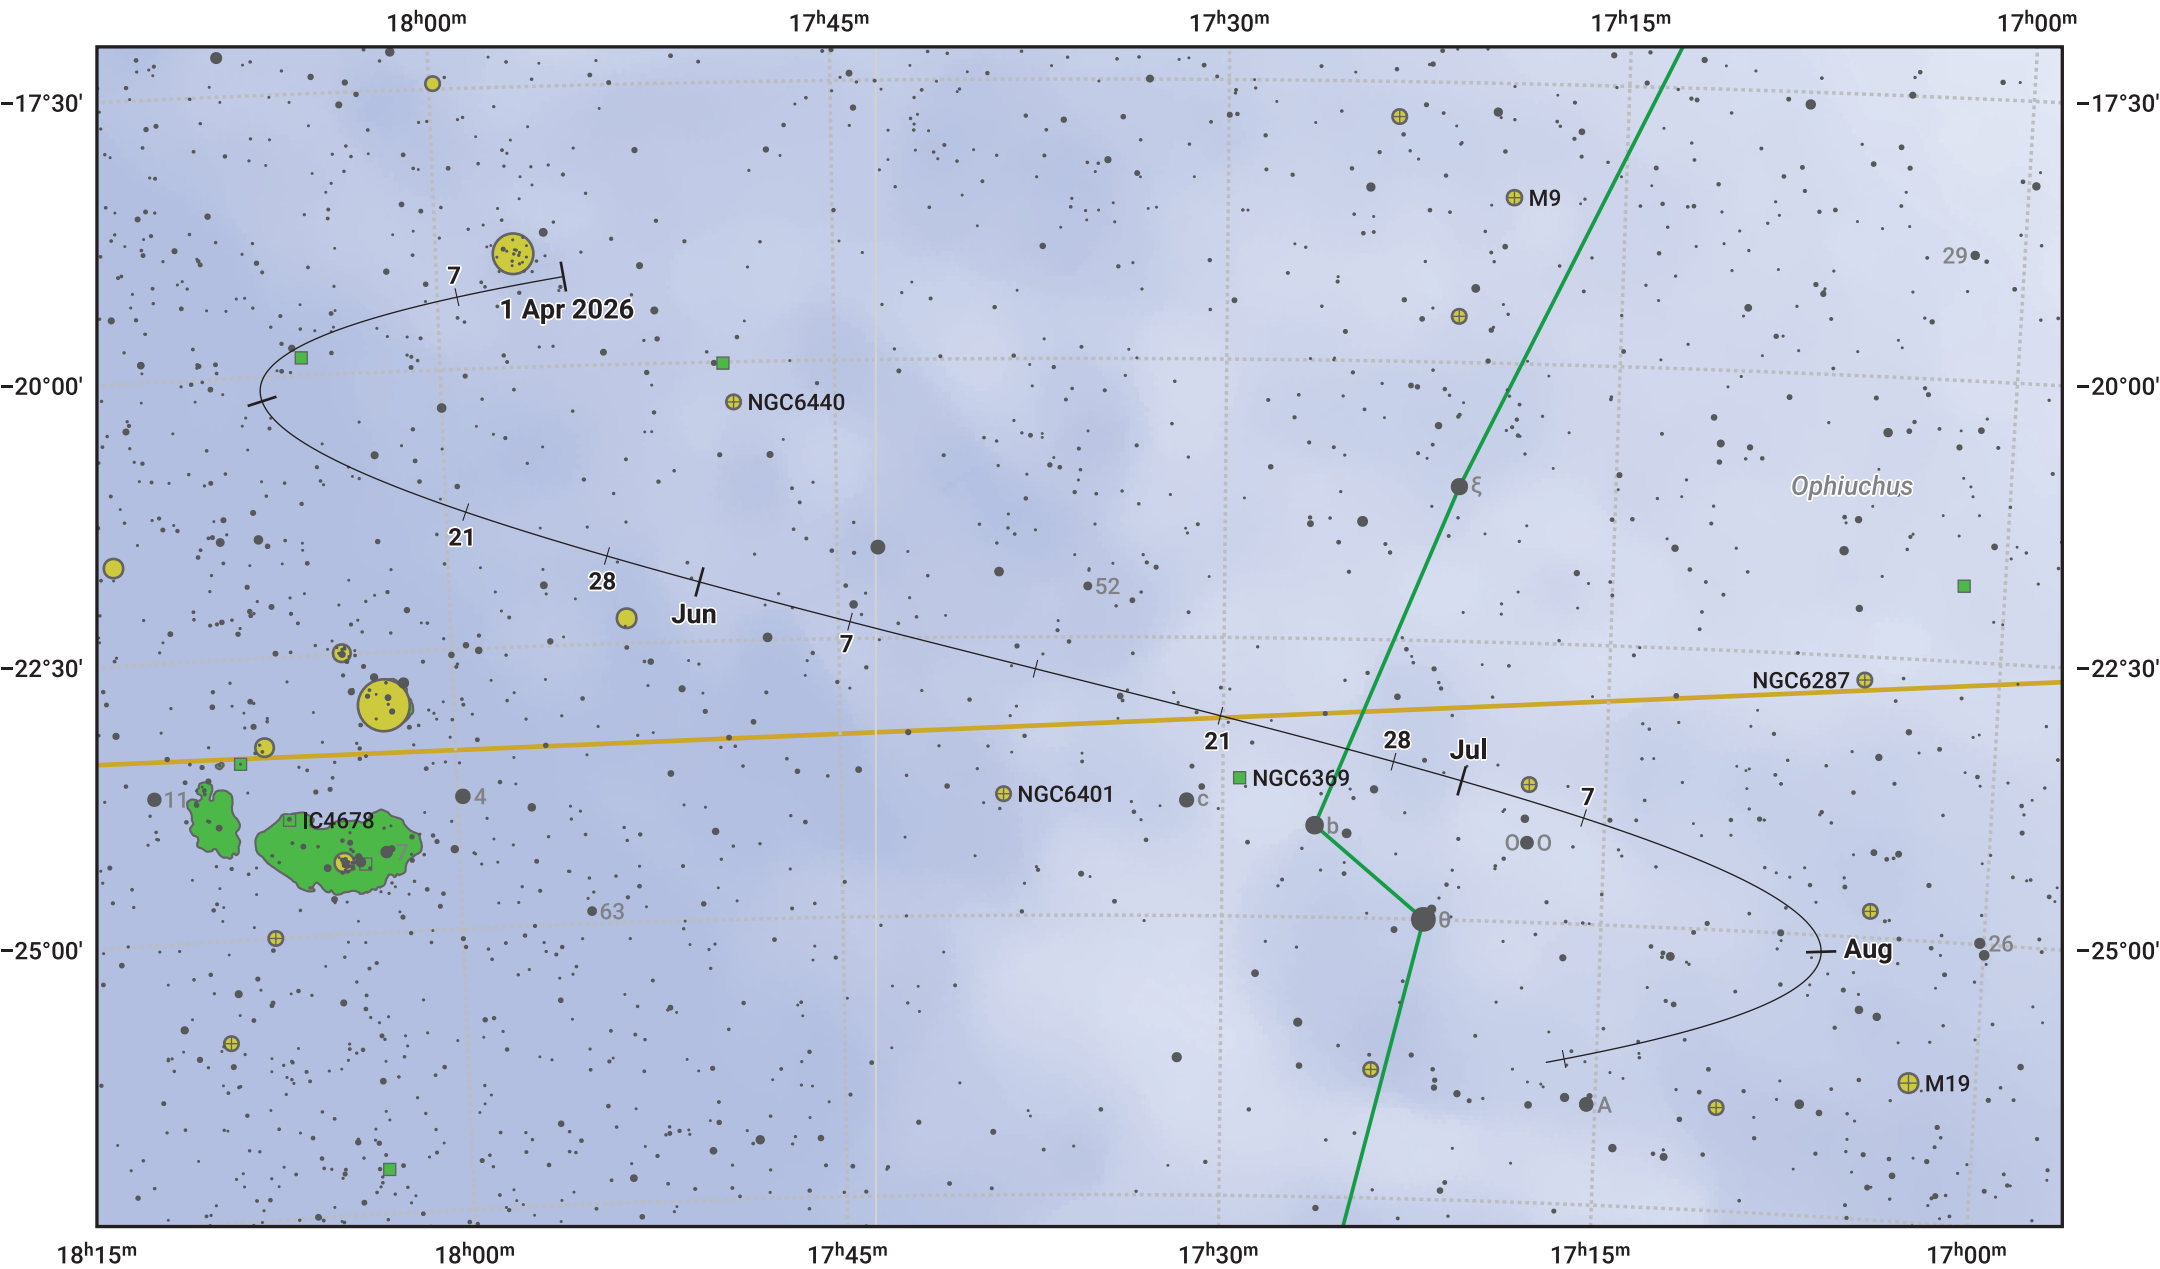 18ʰ00ᵐ 17ʰ45ᵐ 17ʰ30ᵐ 17ʰ15ᵐ 17ʰ00ᵐ
−17°30' −17°30'
M9
29
7
1 Apr 2026
−20°00' −20°00'
NGC6440
ξ
Ophiuchus
21
28
52
Jun
7
−22°30' −22°30'
NGC6287
21
28
Jul
NGC6369
11
4
NGC6401
c
7
IC4678
b
O O
7
63
θ
−25°00' −25°00'
Aug
26
M19
A
18ʰ15ᵐ 18ʰ00ᵐ 17ʰ45ᵐ 17ʰ30ᵐ 17ʰ15ᵐ 17ʰ00ᵐ